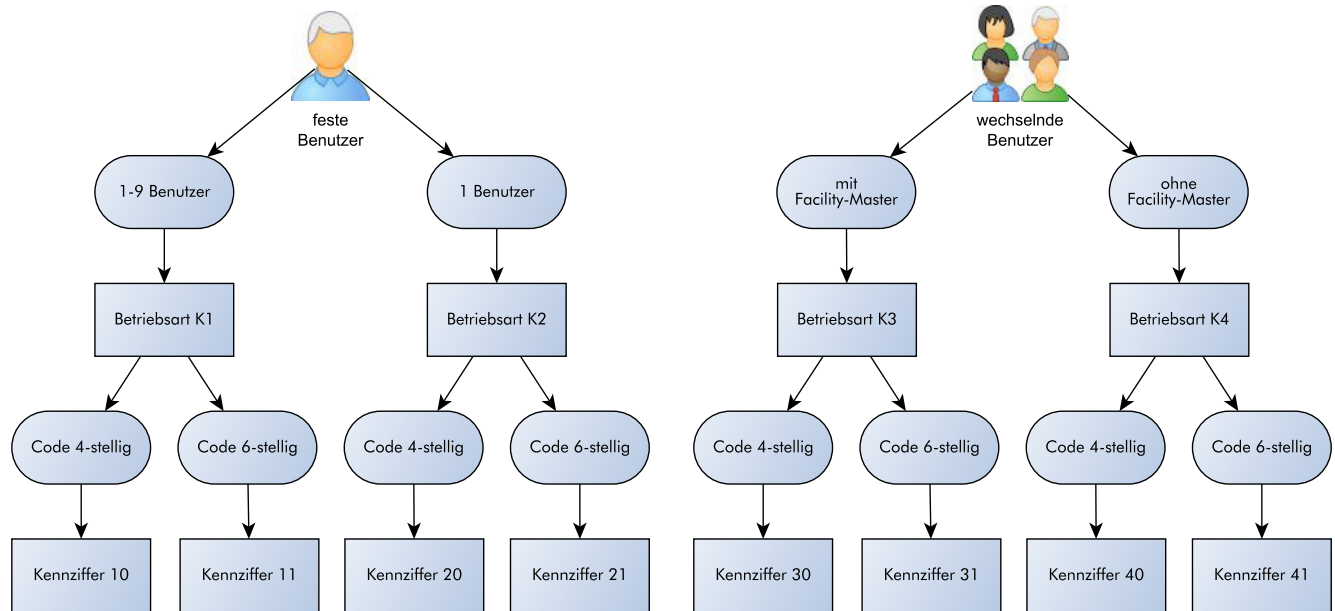 feste
Benutzer
wechselnde
Benutzer
1-9 Benutzer
1 Benutzer
mit
Facility-Master
ohne
Facility-Master
Betriebsart K1
Betriebsart K2
Betriebsart K3
Betriebsart K4
Code 4-stellig
Code 6-stellig
Code 4-stellig
Code 6-stellig
Code 4-stellig
Code 6-stellig
Code 4-stellig
Code 6-stellig
Kennziffer 10
Kennziffer 11
Kennziffer 20
Kennziffer 21
Kennziffer 30
Kennziffer 31
Kennziffer 40
Kennziffer 41